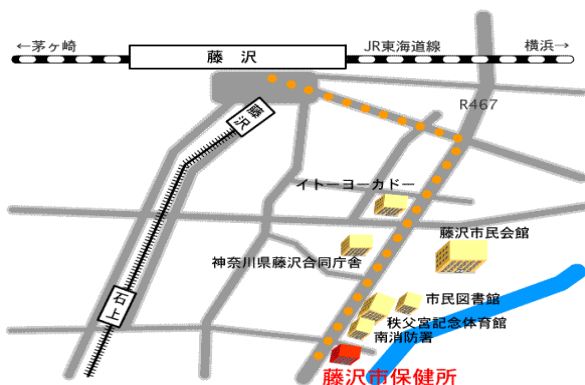 ←茅ヶ崎
藤 沢
JR東海道線
横浜→
R467
藤沢
イトーヨーカドー
藤沢市民会館
神奈川県藤沢合同庁舎
市民図書館
石上
秩父宮記念体育館
南消防署
藤沢市保健所